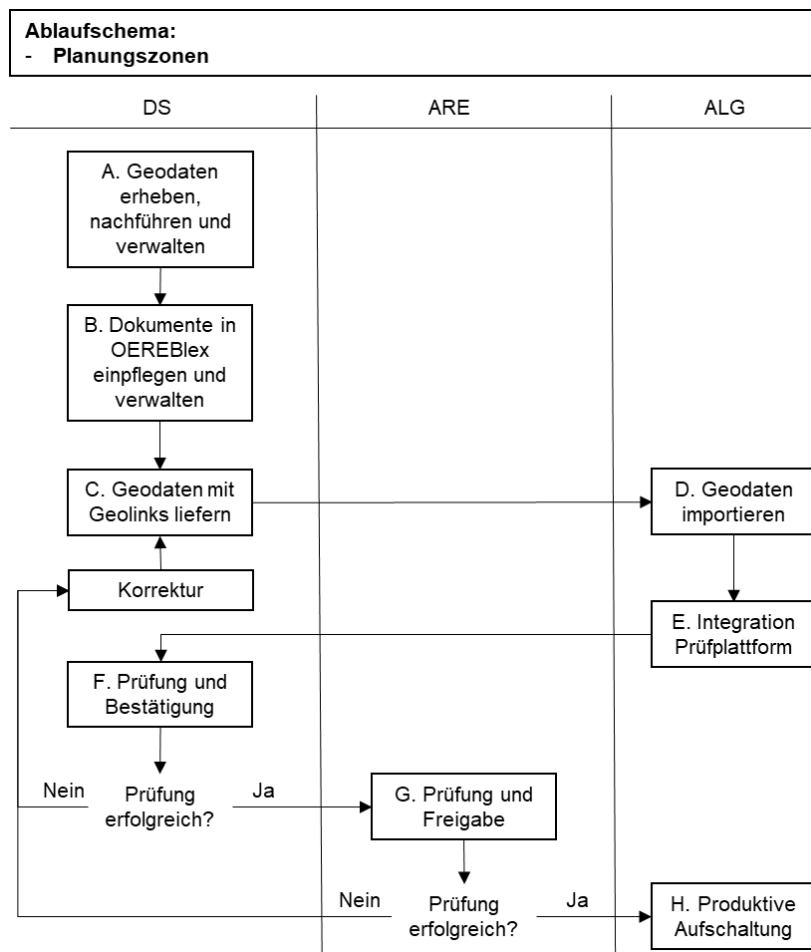 Ablaufschema:
- Planungszonen
DS
ARE
ALG
A. Geodaten
erheben,
nachführen und
verwalten
B. Dokumente in
OEREBlex
einpflegen und
verwalten
C. Geodaten mit
Geolinks liefern
D. Geodaten
importieren
Korrektur
E. Integration
Prüfplattform
F. Prüfung und
Bestätigung
Nein
Prüfung
erfolgreich?
Ja
G. Prüfung und
Freigabe
Nein
Prüfung
erfolgreich?
Ja
H. Produktive
Aufschaltung